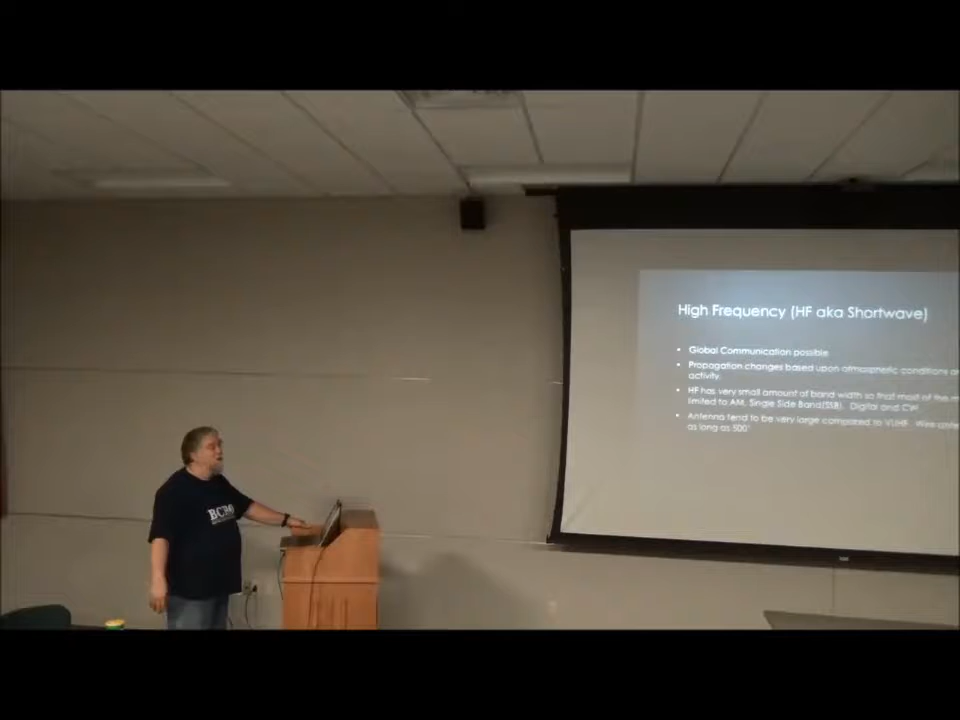 High Frequency (HF aka Shortwave)
• Global Communication possible
• Propagation changes based upon atmospheric conditions
activity.
• HF has very small amount of band width so that most of the
limited to AM, Single Side Band(SSB), Digital and CW
• Antenna tend to be very large compared to VUHF. Wire
as long as 500'